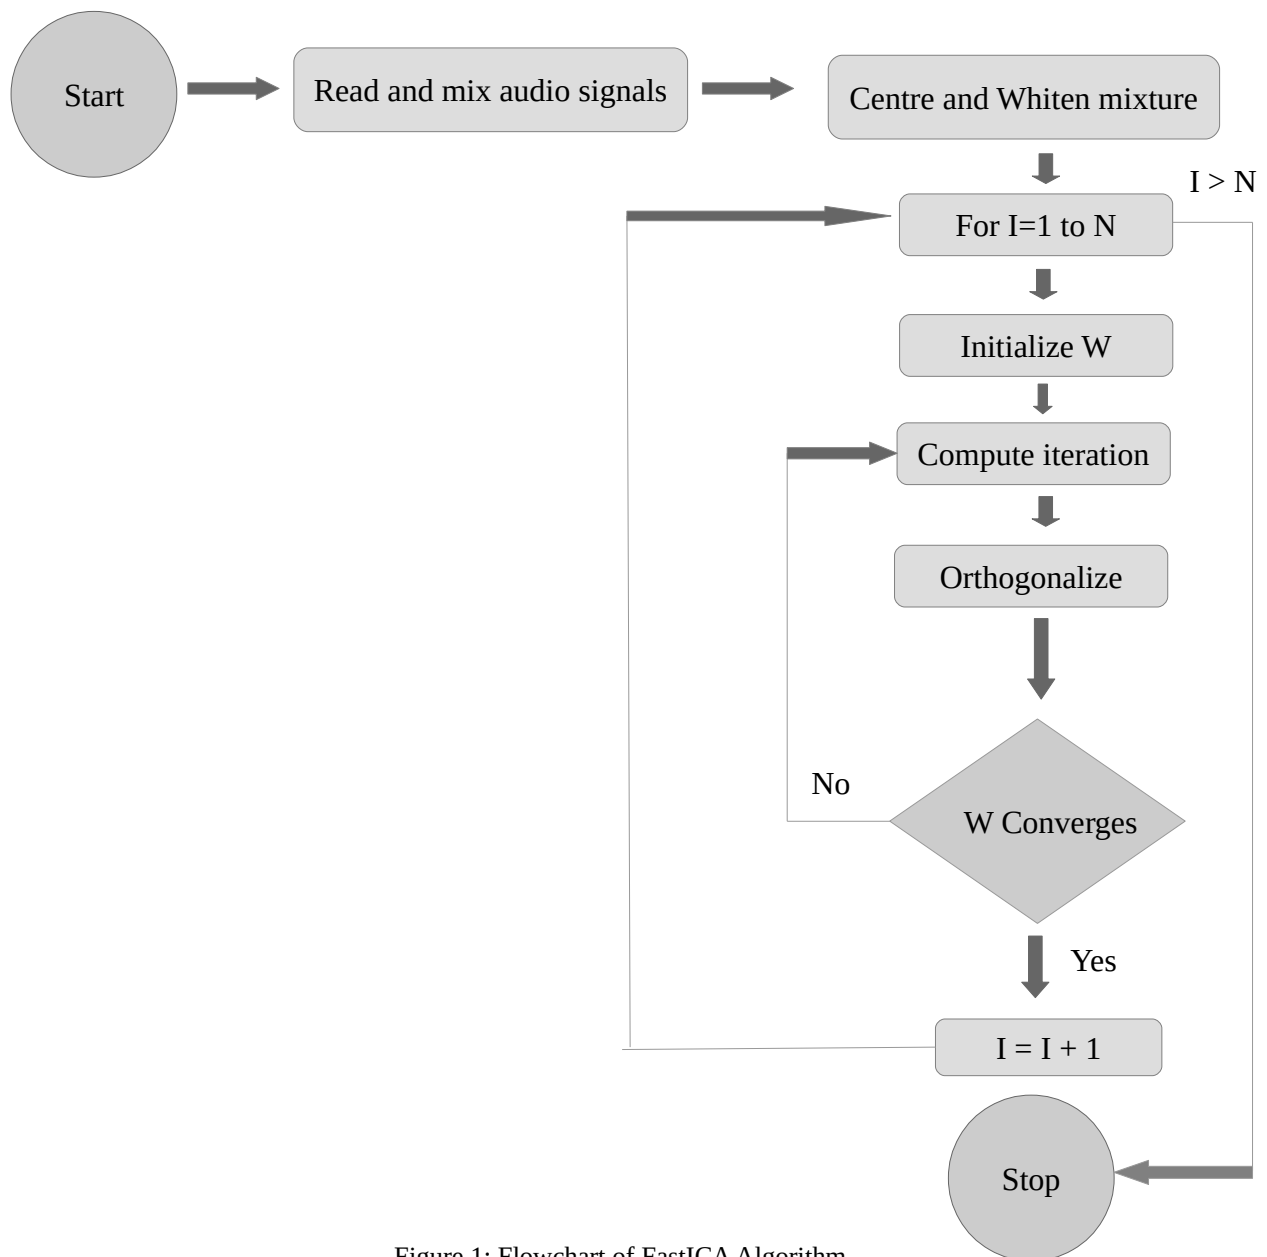 Start
Read and mix audio signals
Centre and Whiten mixture
I > N
For I=1 to N
Initialize W
Compute iteration
Orthogonalize
No
W Converges
Yes
I = I + 1
Stop
Figure 1: Flowchart of FastICA Algorithm